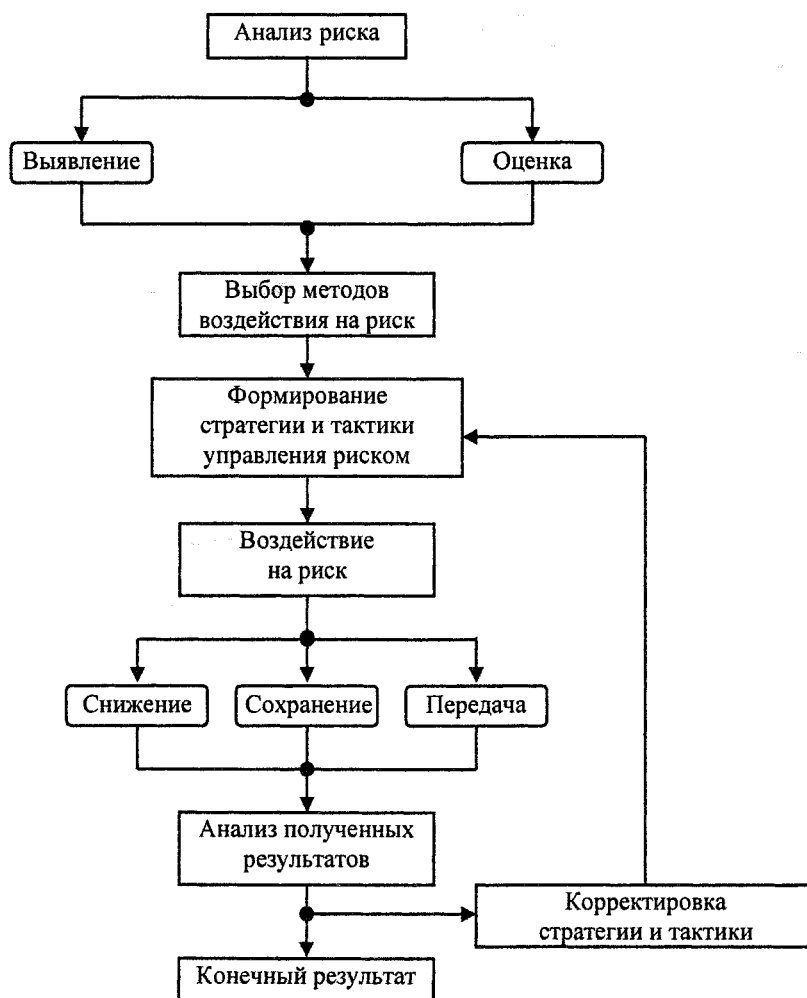 Анализ риска
Выявление
Оценка
Выбор методов
воздействия на риск
Формирование
стратегии и тактики
управления риском
Воздействие
на риск
Снижение
Сохранение
Передача
Анализ полученных
результатов
Корректировка
стратегии и тактики
Конечный результат